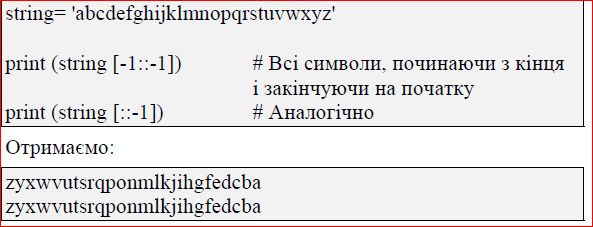 string= 'abcdefghijklmnopqrstuvwxyz'
print (string [-1::-1]) # Всі символи, починаючи з кінця
і закінчуючи на початку
print (string [::-1]) # Аналогічно
Отримаємо:
zyxwvutsrqponmlkjihgfedcba
zyxwvutsrqponmlkjihgfedcba